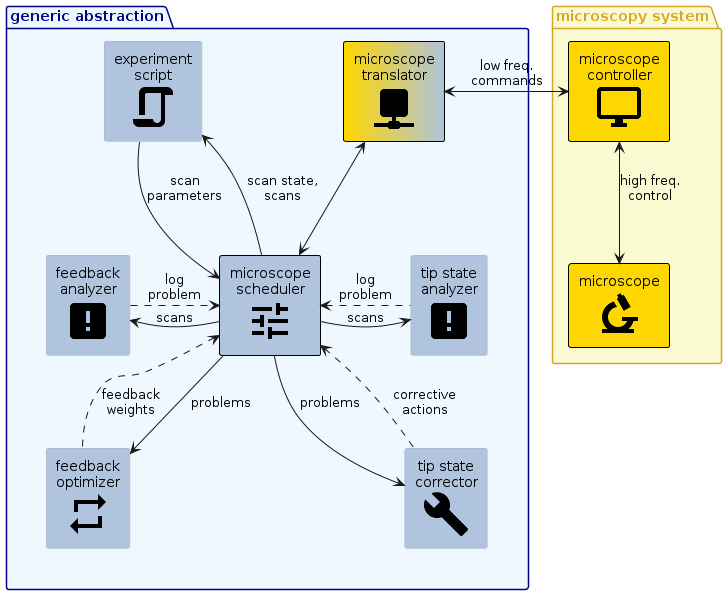 generic abstraction
microscopy system
experiment
script
microscope
translator
low freq.
commands
microscope
controller
scan
parameters
scan state,
scans
high freq.
control
feedback
analyzer
log
problem
scans
microscope
scheduler
log
problem
scans
tip state
analyzer
microscope
feedback
weights
problems
problems
corrective
actions
feedback
optimizer
tip state
corrector